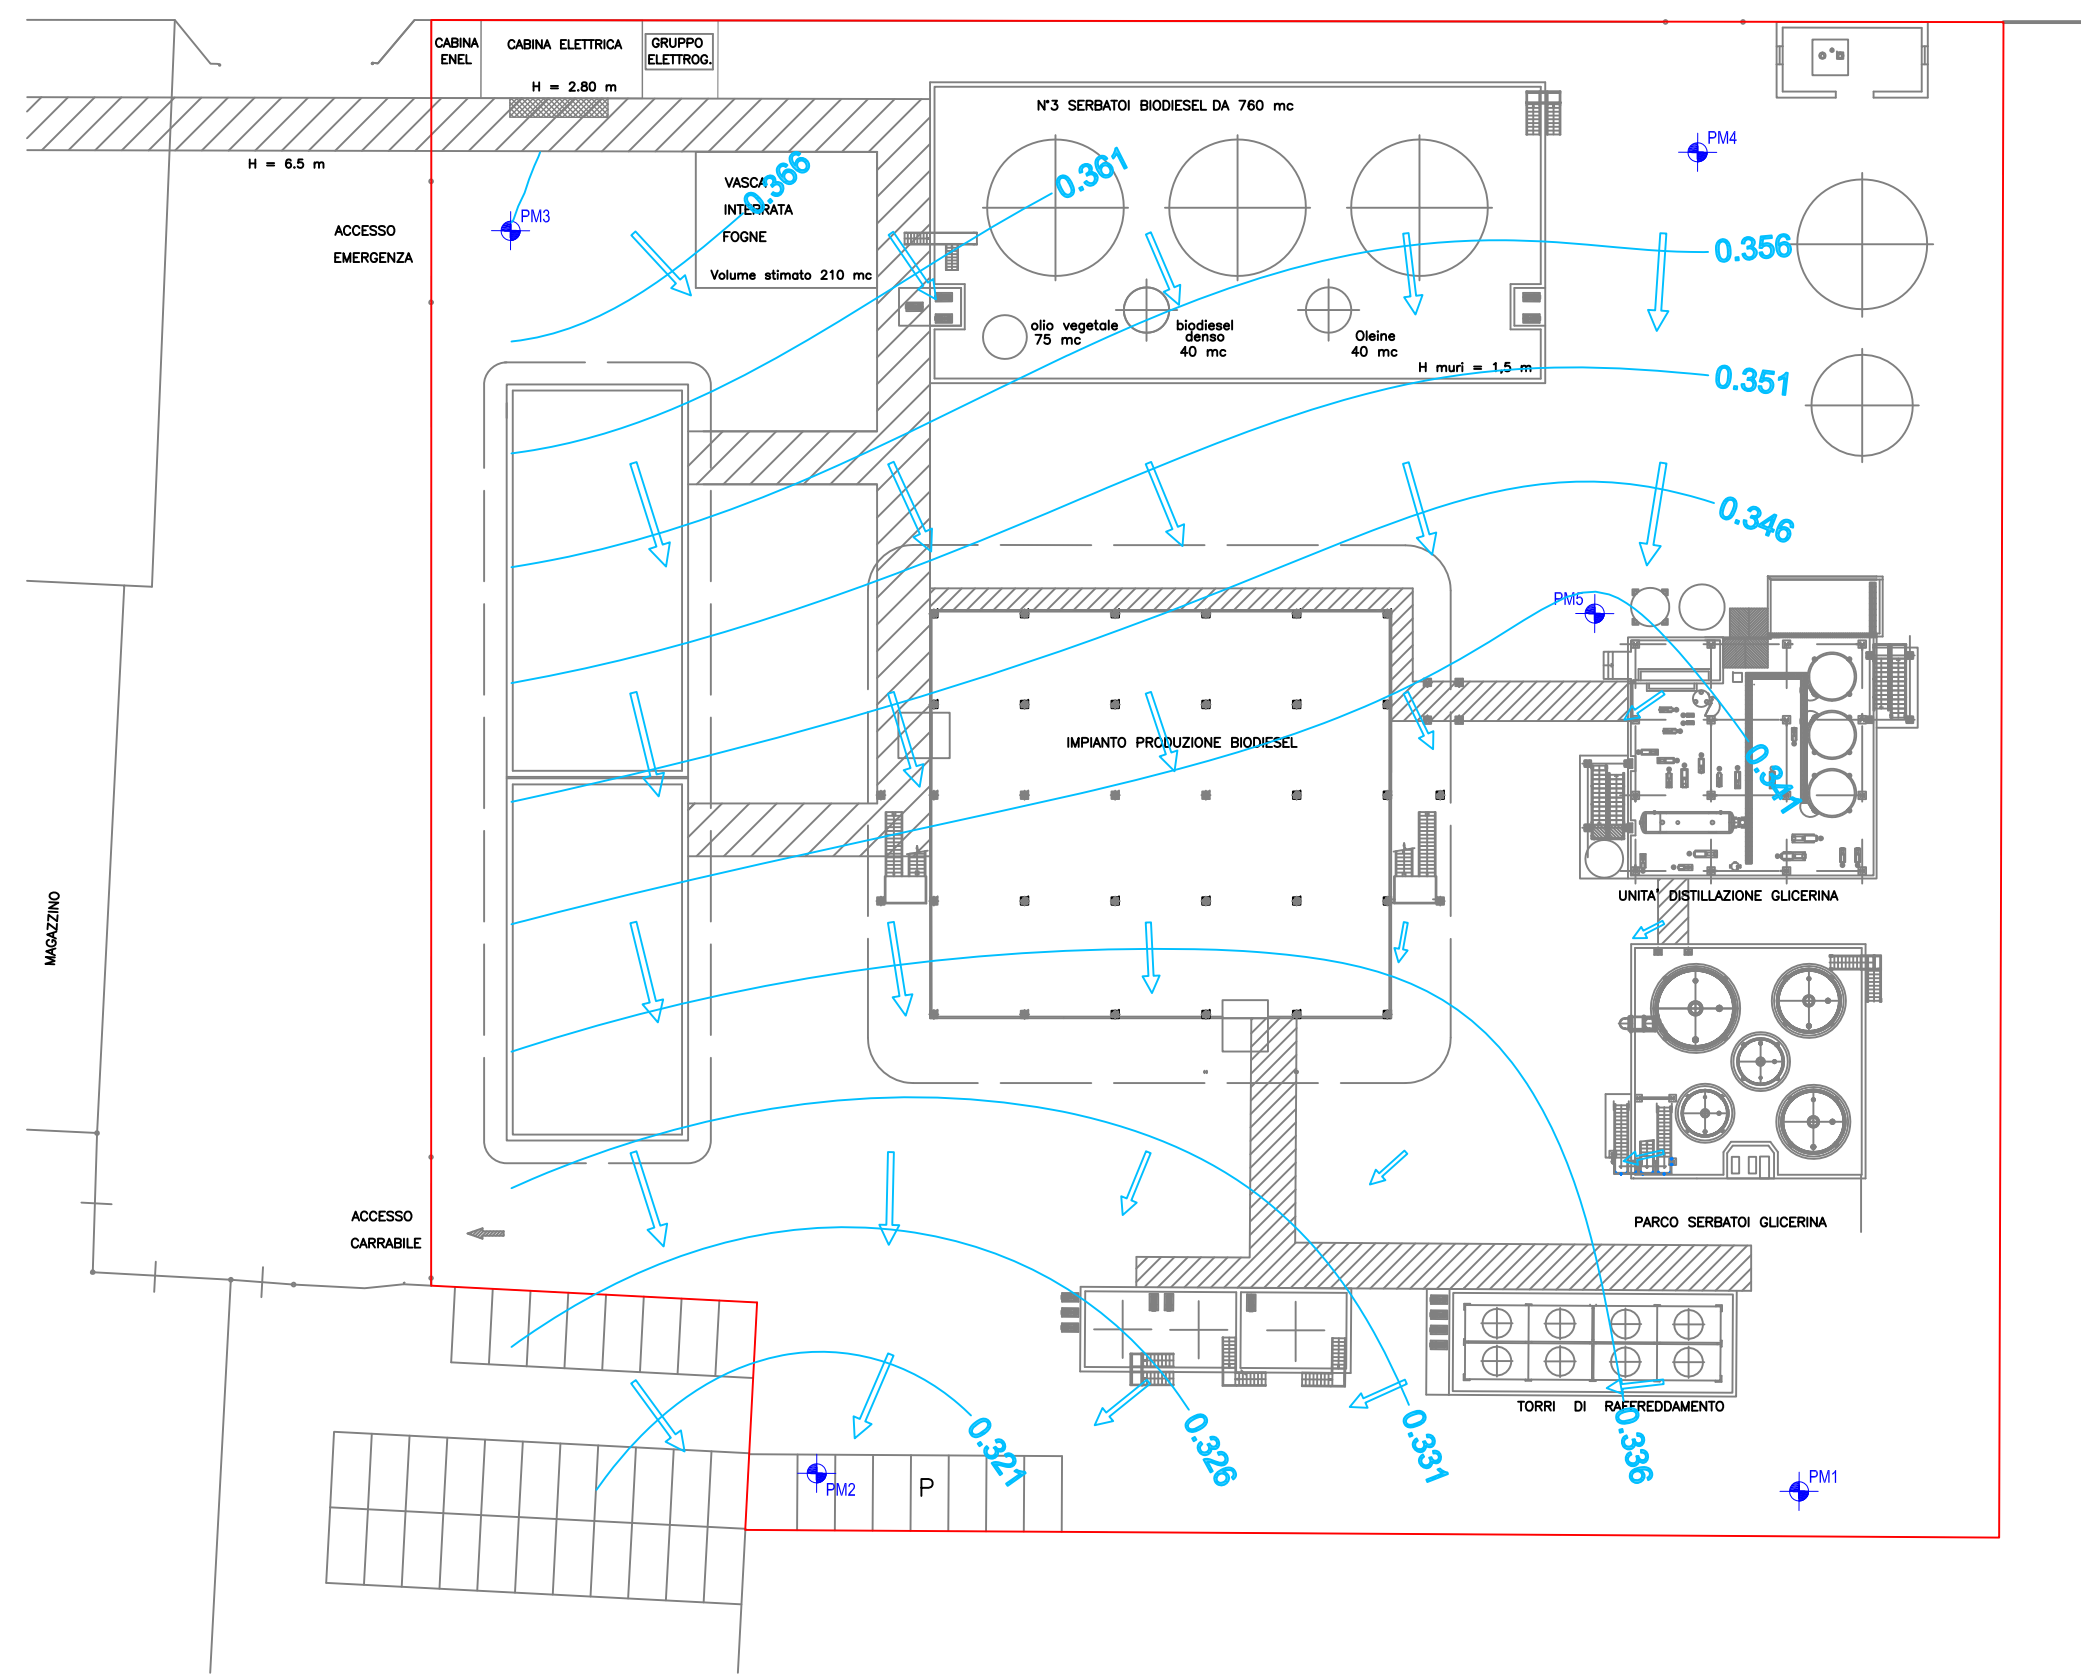 CABINA
ENEL
CABINA ELETTRICA
GRUPPO
ELETTROG.
H = 2.80 m
N°3 SERBATOI BIODIESEL DA 760 mc
PM4
H = 6.5 m
0.366
0.361
VASCA
INTERRATA
FOGNE
PM3
ACCESSO
EMERGENZA
0.356
Volume stimato 210 mc
olio vegetale
75 mc
biodiesel
denso
40 mc
Oleine
40 mc
H muri = 1,5 m
0.351
0.346
PM5
IMPIANTO PRODUZIONE BIODIESEL
0.341
UNITA' DISTILLAZIONE GLICERINA
MAGAZZINO
ACCESSO
CARRABILE
PARCO SERBATOI GLICERINA
TORRI DI RAFFREDDAMENTO
0.321
0.326
0.331
0.336
PM2
P
PM1